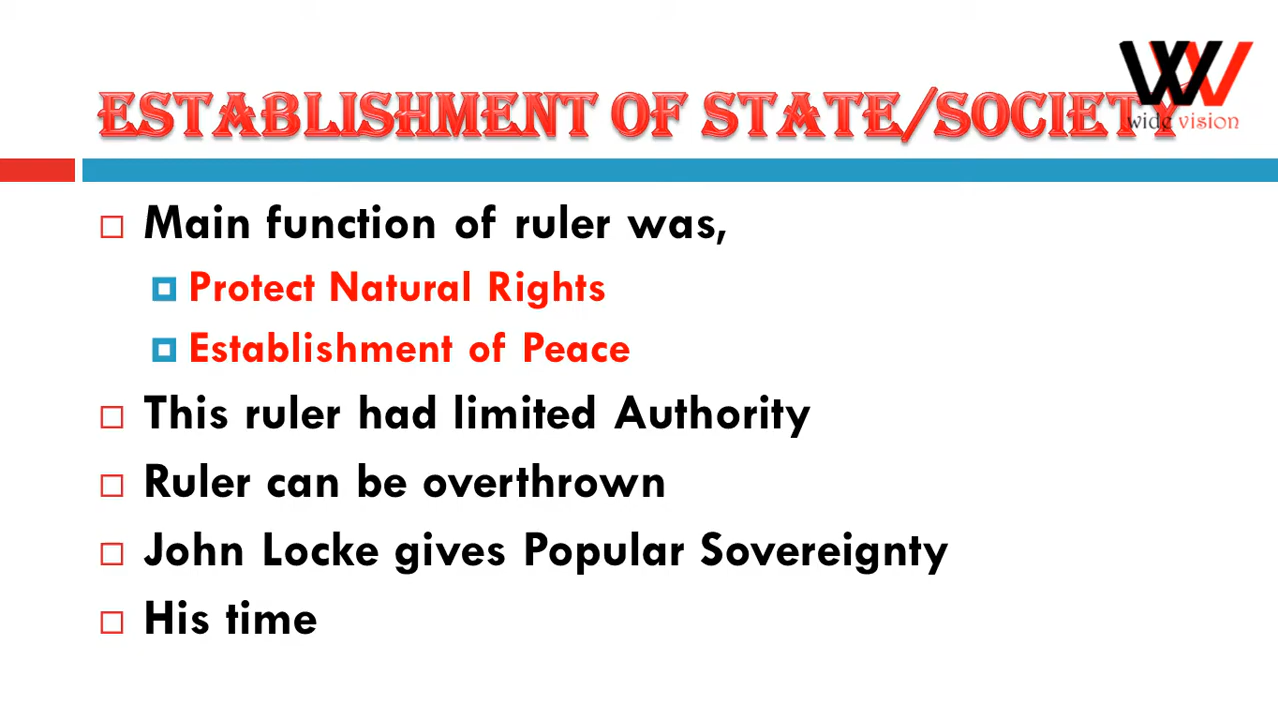 ESTABLISHMENT OF STATE/SOCIETY
wide vision
Main function of ruler was,
Protect Natural Rights
Establishment of Peace
This ruler had limited Authority
Ruler can be overthrown
John Locke gives Popular Sovereignty
His time